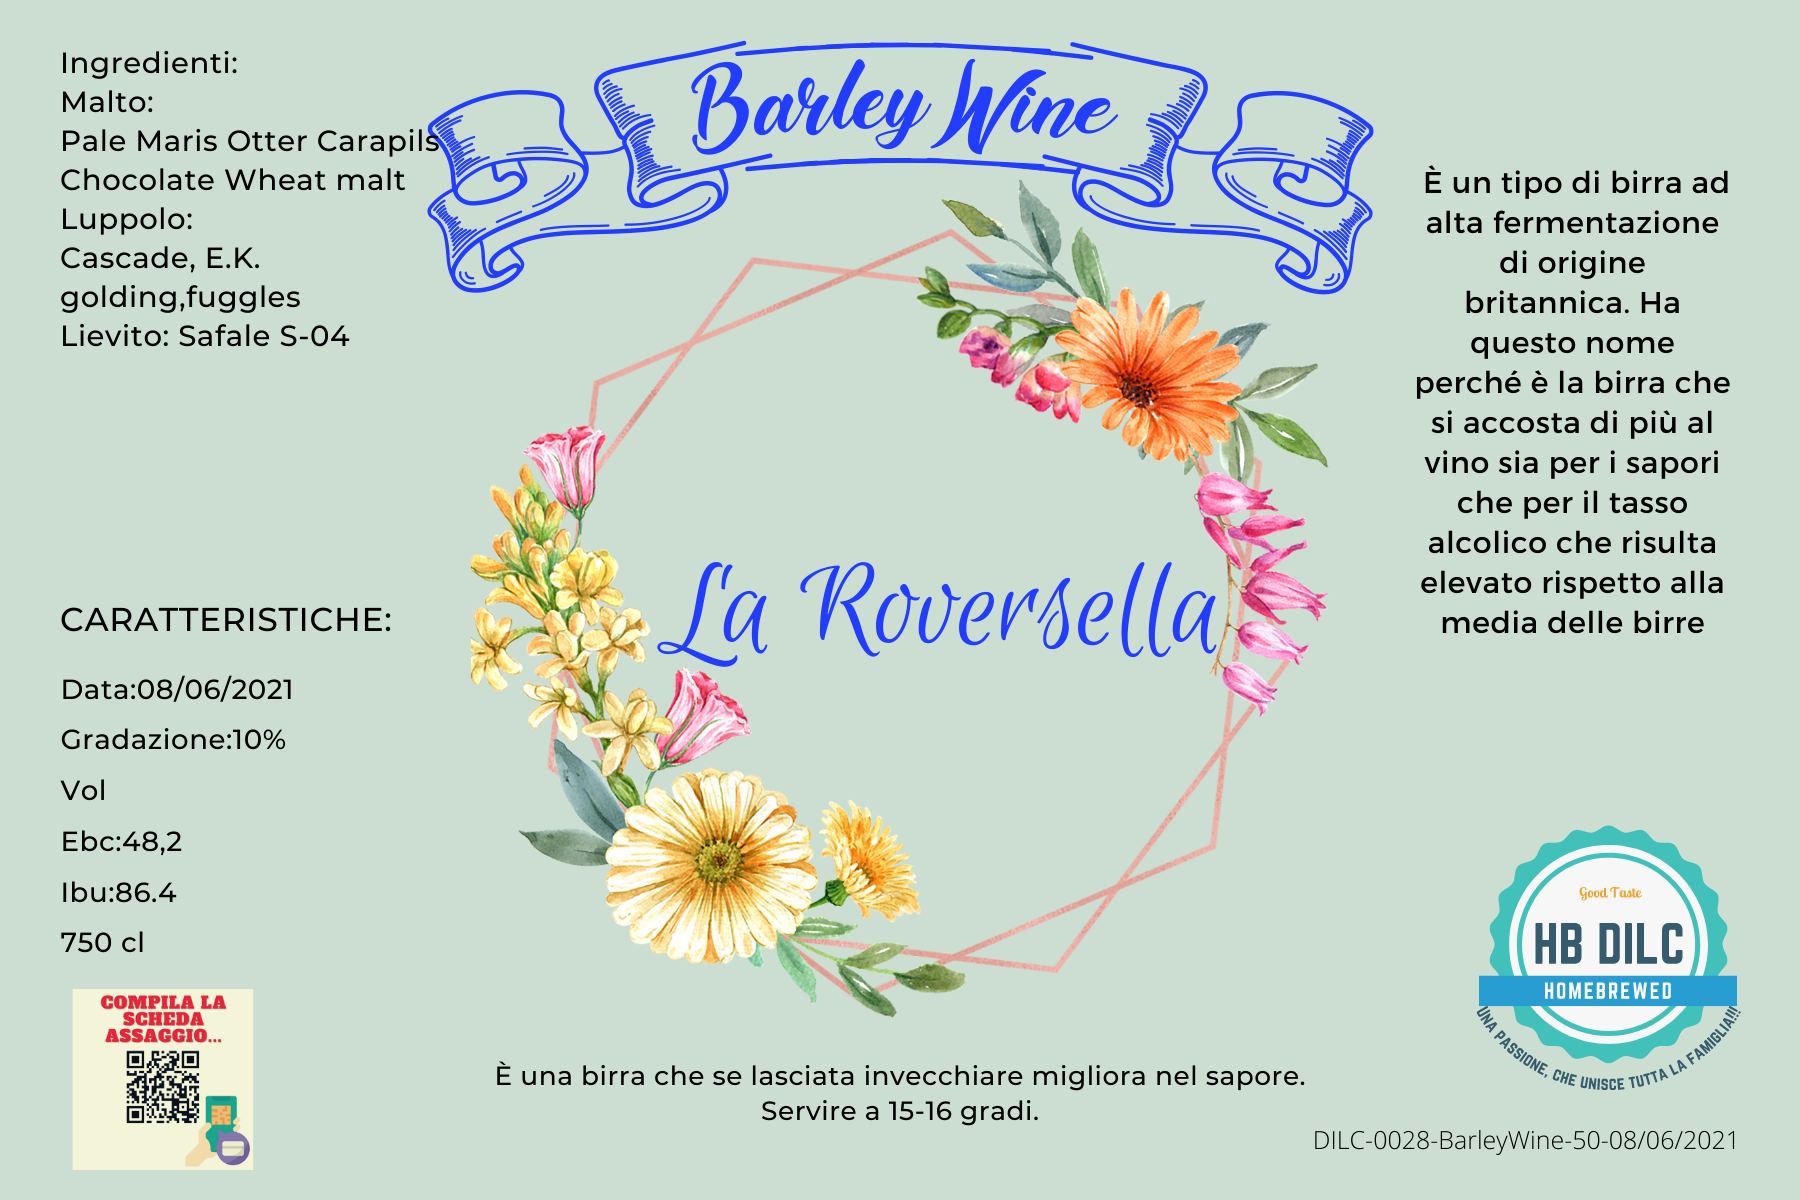 Ingredienti:
Malto:
Pale Maris Otter Carapils
Chocolate Wheat malt
Luppolo:
Cascade, E.K.
golding,fuggles
Lievito: Safale S-04
Barley Wine
È un tipo di birra ad
alta fermentazione
di origine
britannica. Ha
questo nome
perché è la birra che
si accosta di più al
vino sia per i sapori
che per il tasso
alcolico che risulta
elevato rispetto alla
media delle birre
La Roversella
CARATTERISTICHE:
Data:08/06/2021
Gradazione:10%
Vol
Ebc:48,2
Ibu:86.4
750 cl
COMPILA LA
SCHEDA
ASSAGGIO...
È una birra che se lasciata invecchiare migliora nel sapore.
Servire a 15-16 gradi.
Good Taste
HB DILC
HOMEBREWED
UNA PASSIONE, CHE UNISCE TUTTA LA FAMIGLIA!!!
DILC-0028-BarleyWine-50-08/06/2021